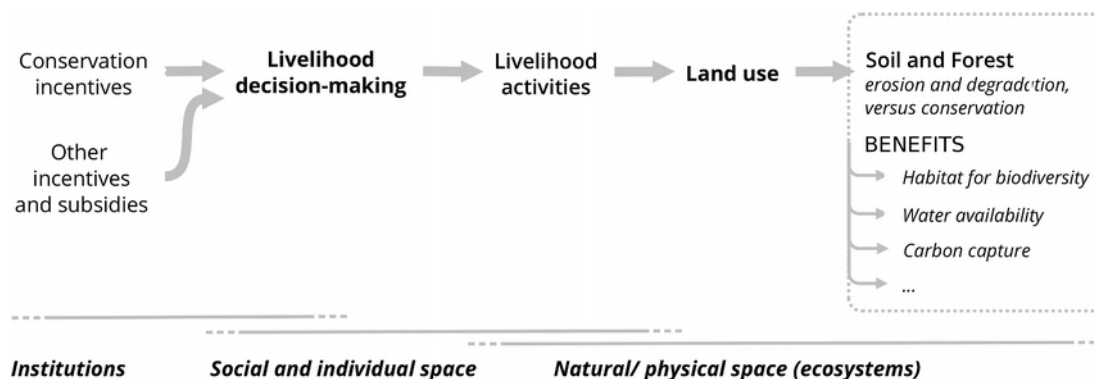 Conservation
incentives
Other
incentives
and subsidies
Livelihood
decision-making
Livelihood
activities
Land use
Soil and Forest
erosion and degradation,
versus conservation
BENEFITS
Habitat for biodiversity
Water availability
Carbon capture
...
Institutions
Social and individual space
Natural/ physical space (ecosystems)